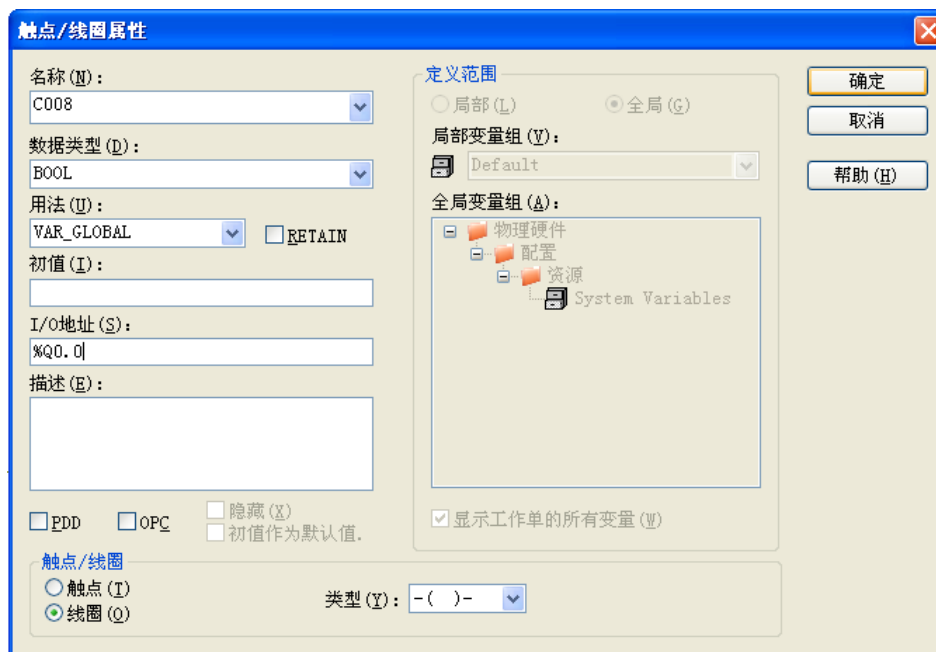 触点/线圈属性
名称(N):
C008
数据类型(D):
BOOL
用法(U):
VAR_GLOBAL
RETAIN
初值(I):
I/O地址(S):
%Q0.0
描述(E):
PDD
OPC
隐藏(X)
初值作为默认值.
定义范围
局部(L)
全局(G)
局部变量组(V):
Default
全局变量组(A):
物理硬件
配置
资源
System Variables
显示工作单的所有变量(W)
确定
取消
帮助(H)
触点/线圈
触点(T)
线圈(O)
类型(Y):
-( )-